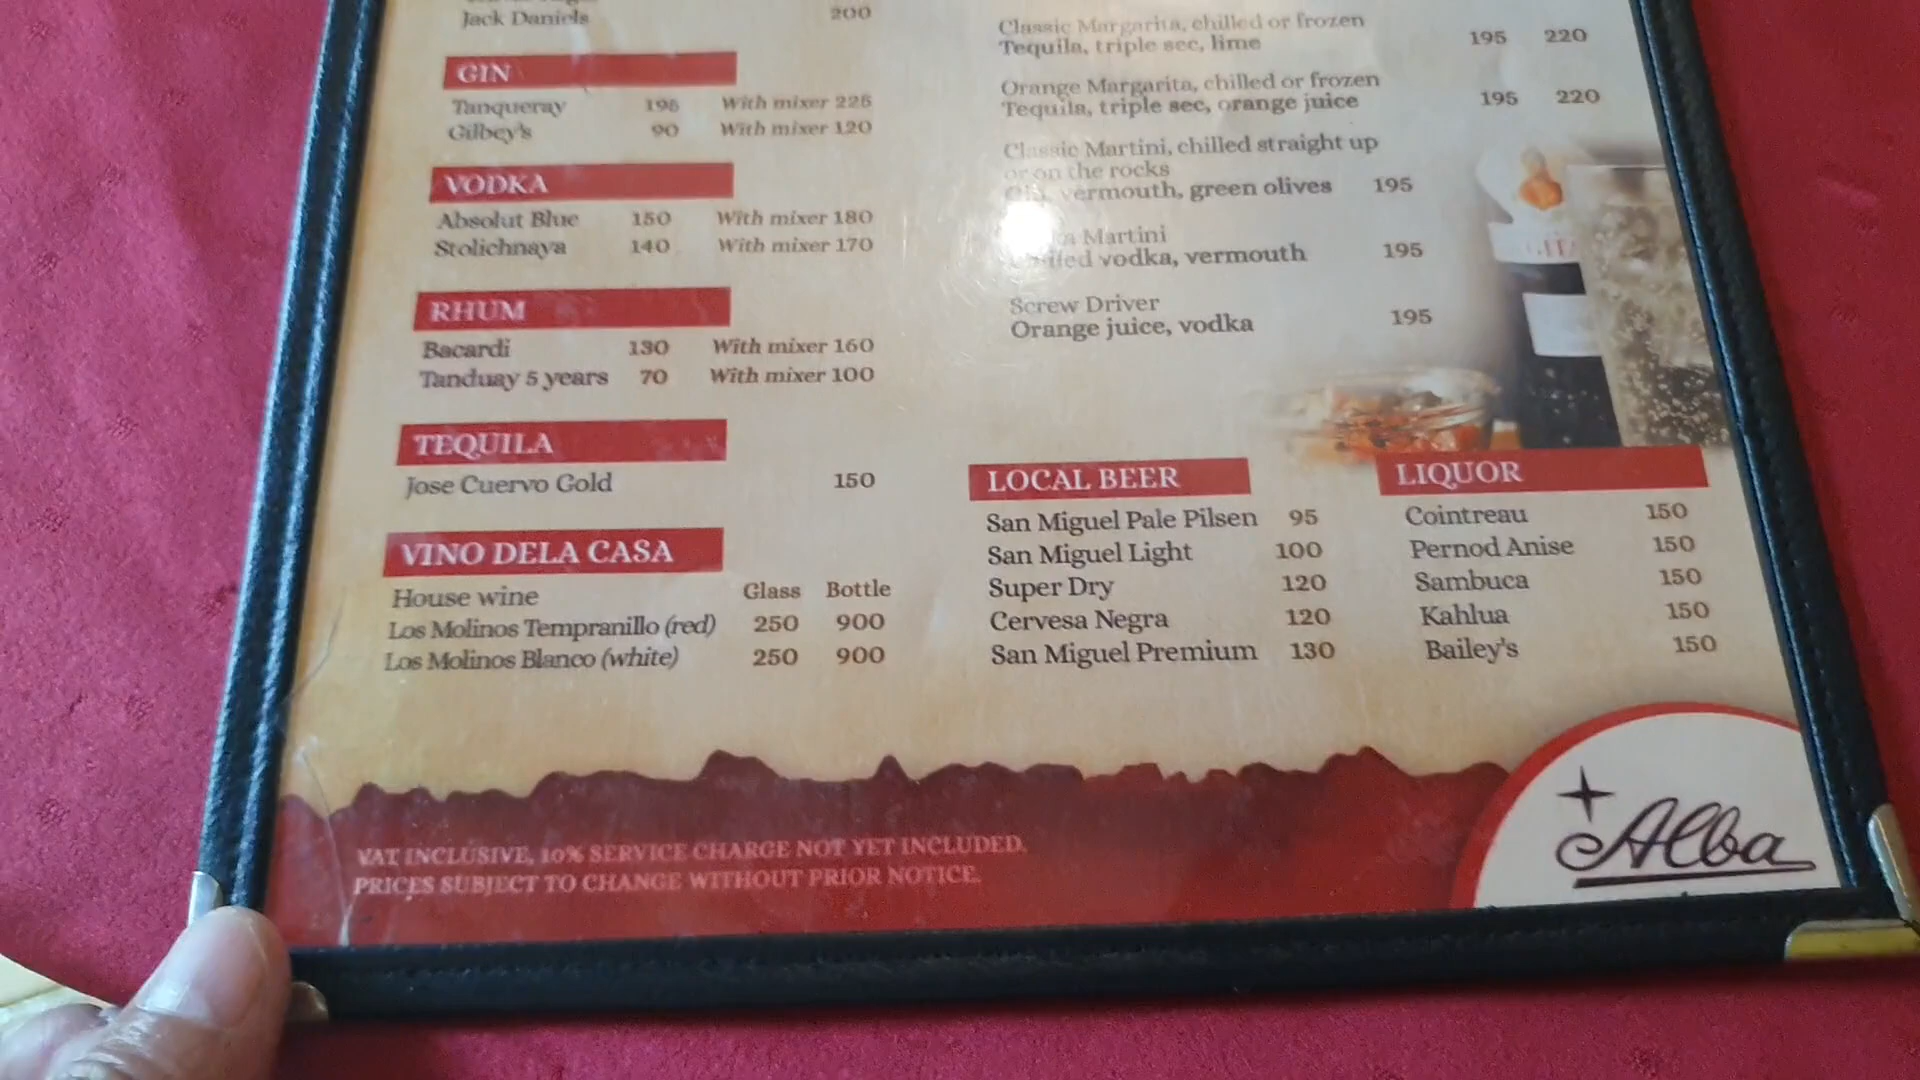 Jack Daniels 200
GIN
Tanqueray 195 With mixer 225
Gilbey's 90 With mixer 120
VODKA
Absolut Blue 150 With mixer 180
Stolichnaya 140 With mixer 170
RHUM
Bacardi 130 With mixer 160
Tanduay 5 years 70 With mixer 100
TEQUILA
Jose Cuervo Gold 150
VINO DELA CASA
House wine Glass Bottle
Los Molinos Tempranillo (red) 250 900
Los Molinos Blanco (white) 250 900
Classic Margarita, chilled or frozen
Tequila, triple sec, lime 195 220
Orange Margarita, chilled or frozen
Tequila, triple sec, orange juice 195 220
Classic Martini, chilled straight up
or on the rocks
vermouth, green olives 195
Martini
vodka, vermouth 195
Screw Driver
Orange juice, vodka 195
LOCAL BEER
San Miguel Pale Pilsen 95
San Miguel Light 100
Super Dry 120
Cervesa Negra 120
San Miguel Premium 130
LIQUOR
Cointreau 150
Pernod Anise 150
Sambuca 150
Kahlua 150
Bailey's 150
VAT INCLUSIVE, 10% SERVICE CHARGE NOT YET INCLUDED.
PRICES SUBJECT TO CHANGE WITHOUT PRIOR NOTICE.
Alba